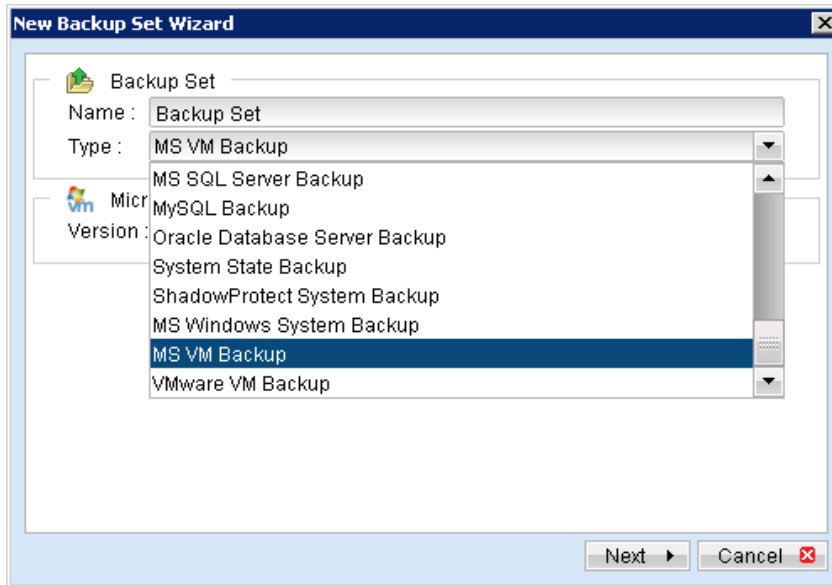 New Backup Set Wizard
Backup Set
Name : Backup Set
Type : MS VM Backup
MS SQL Server Backup
vm Micr
MySQL Backup
Version :
Oracle Database Server Backup
System State Backup
ShadowProtect System Backup
MS Windows System Backup
MS VM Backup
VMware VM Backup
Next
Cancel